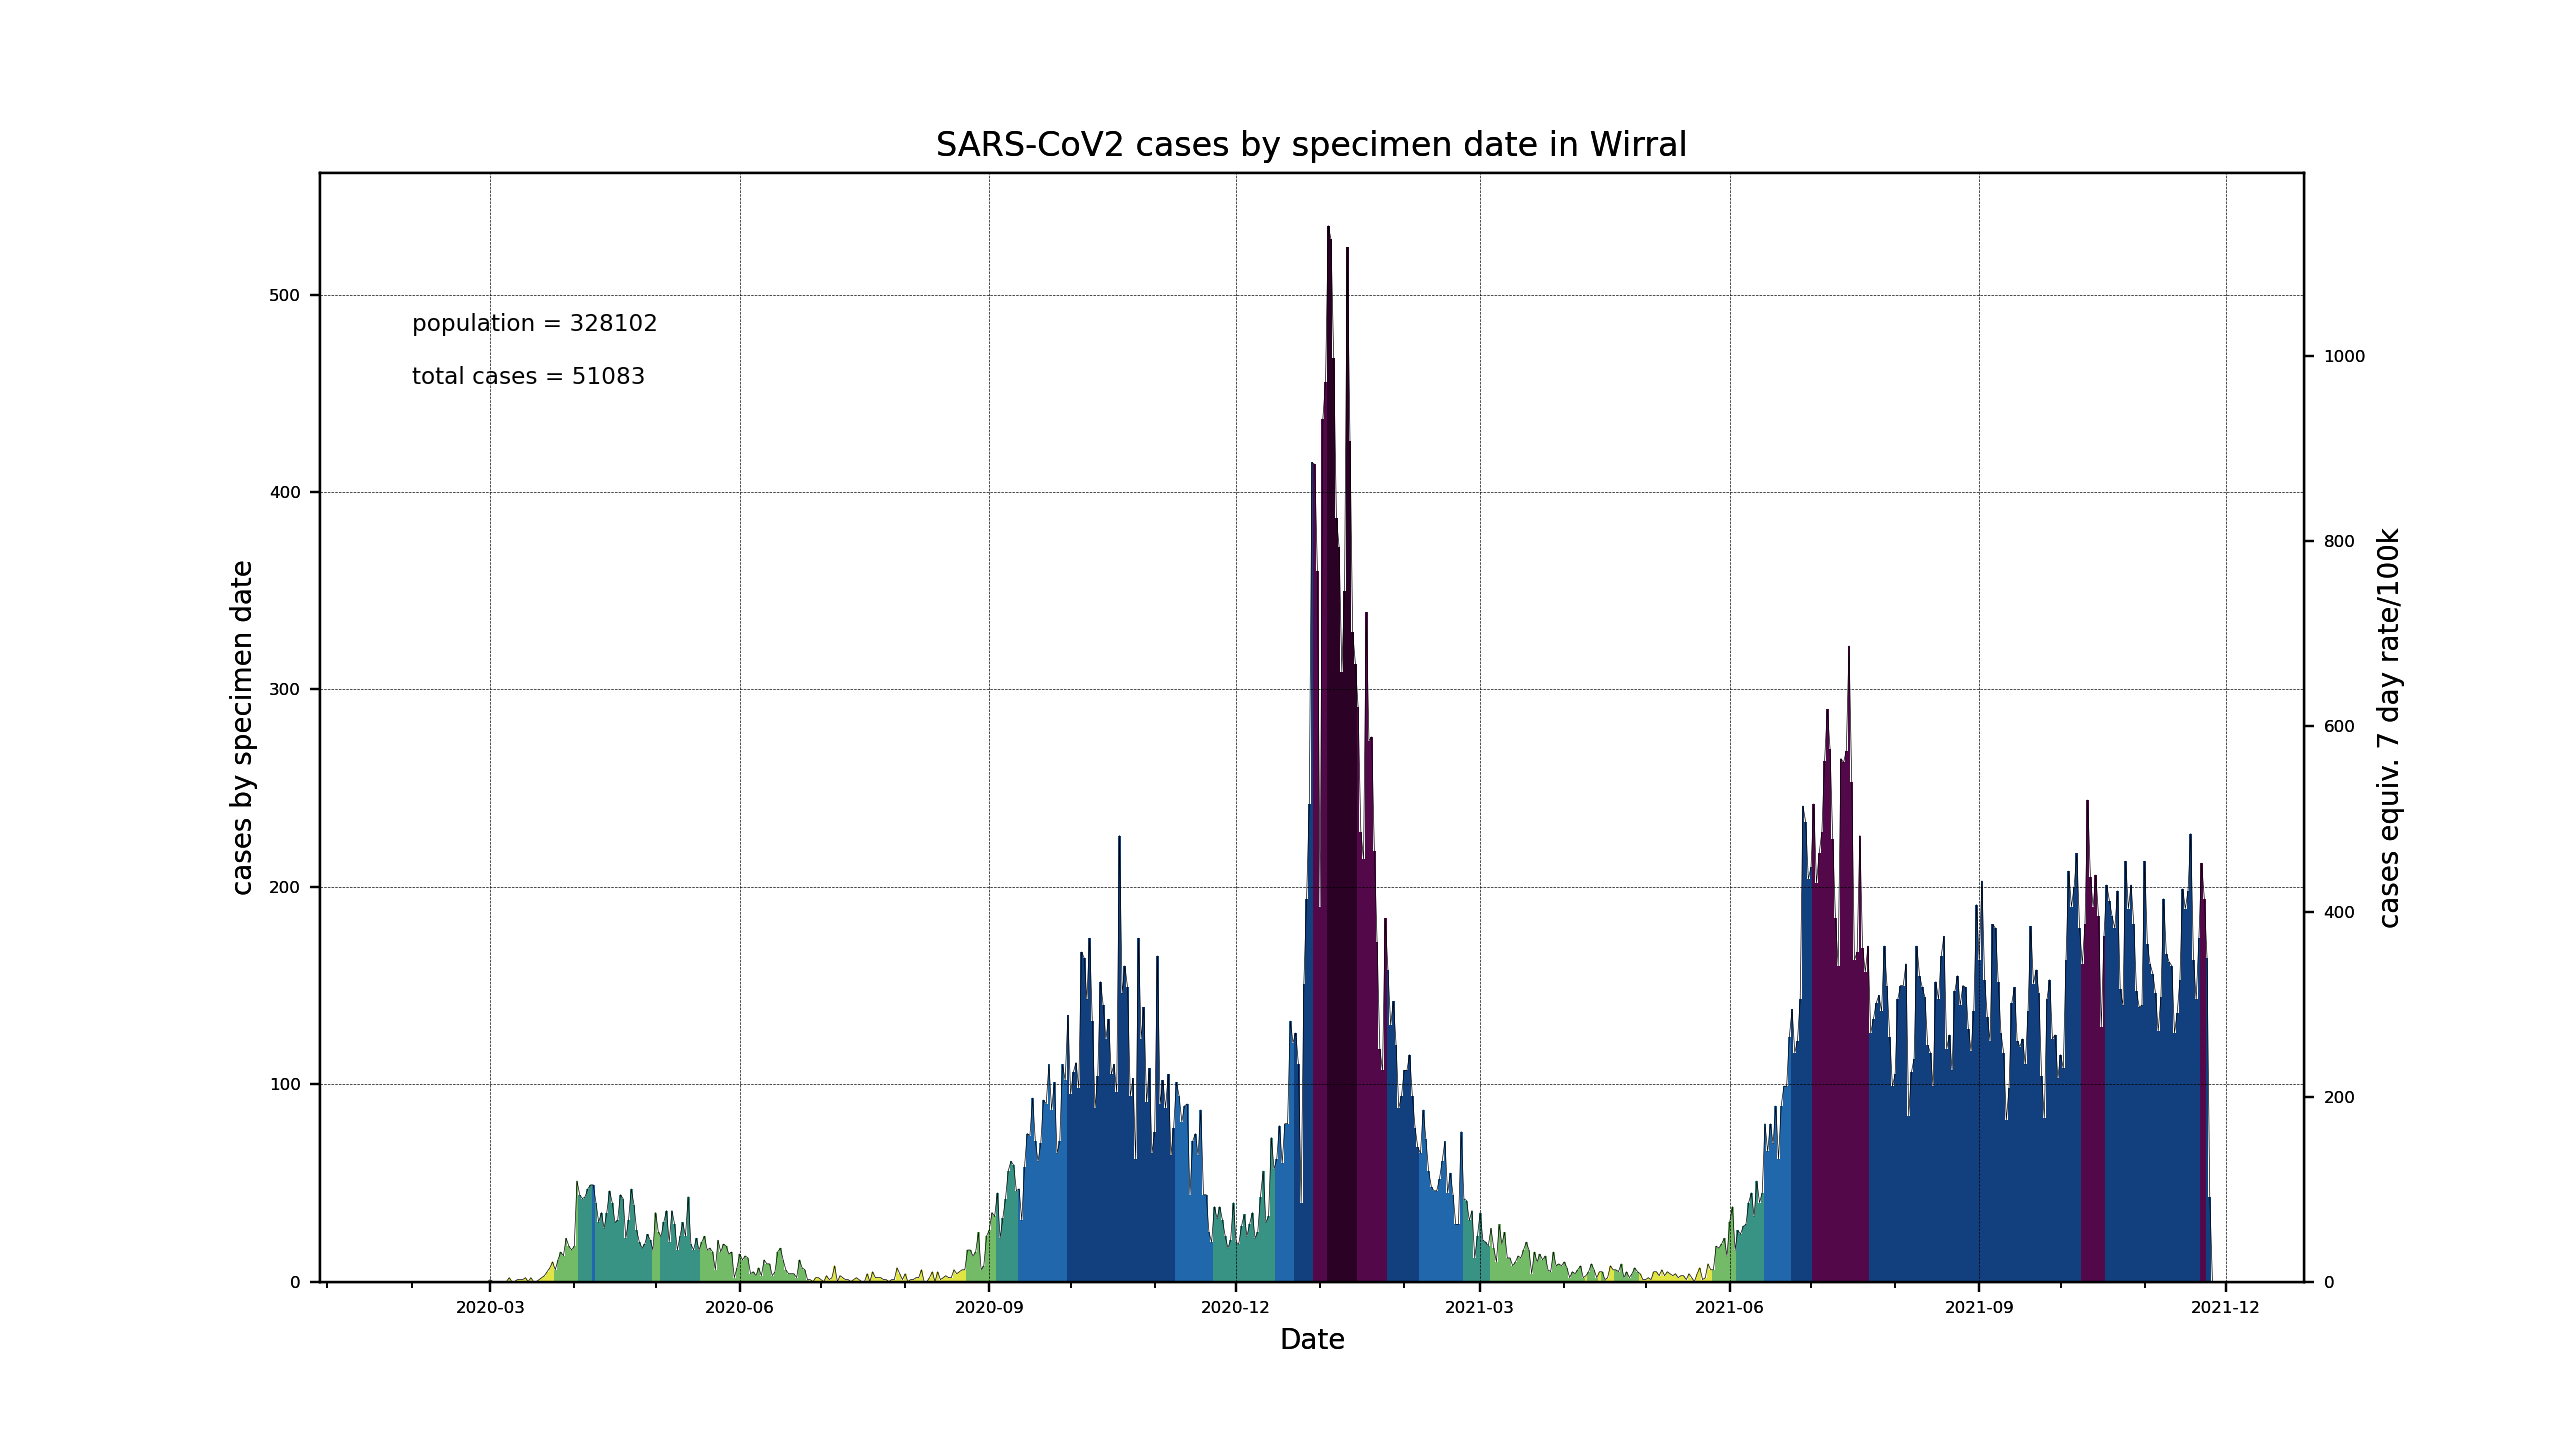 SARS-CoV2 cases by specimen date in Wirral
population = 328102
total cases = 51083
cases by specimen date
500
400
300
200
100
0
1000
800
600
400
200
0
cases equiv. 7 day rate/100k
2020-03 2020-06 2020-09 2020-12 2021-03 2021-06 2021-09 2021-12
Date